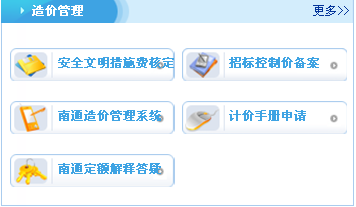 造价管理
更多>>
安全文明措施费核定
招标控制价备案
南通造价管理系统
计价手册申请
南通定额解释答疑